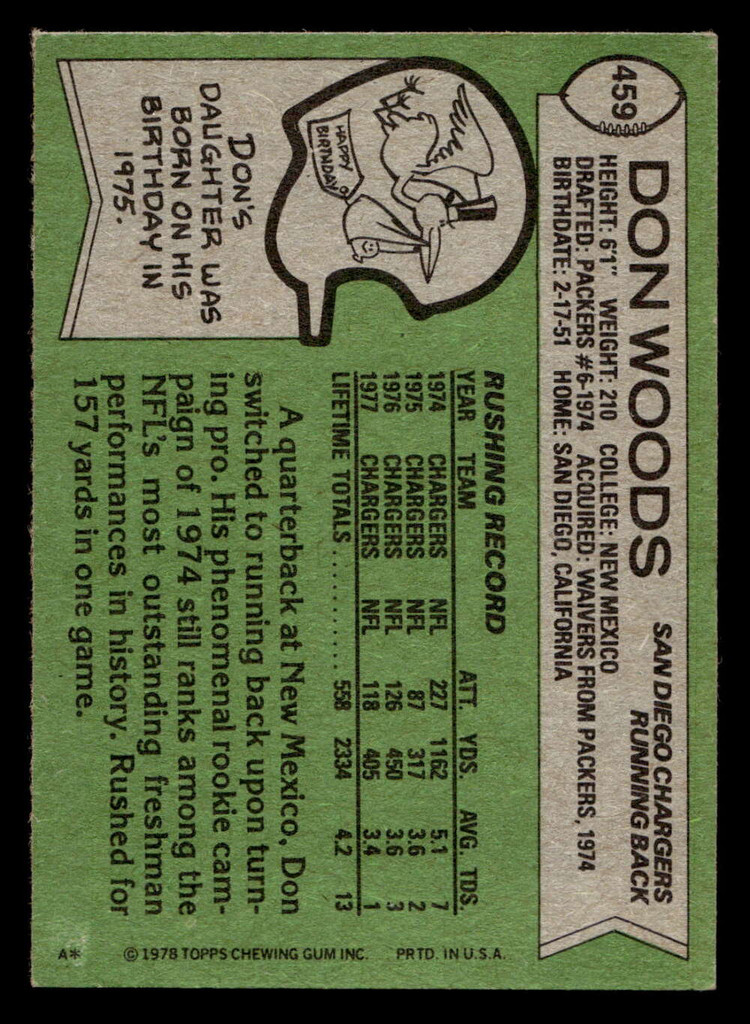 459
DON WOODS
SAN DIEGO CHARGERS
RUNNING BACK
HEIGHT: 6'1" WEIGHT: 210 COLLEGE: NEW MEXICO
DRAFTED: PACKERS #6-1974 ACQUIRED: WAIVERS FROM PACKERS, 1974
BIRTHDATE: 2-17-51 HOME: SAN DIEGO, CALIFORNIA
HAPPY
BIRTHDAY
DON'S
DAUGHTER WAS
BORN ON HIS
BIRTHDAY IN
1975.
RUSHING RECORD
YEAR TEAM ATT. YDS. AVG. TDS.
1974 CHARGERS NFL 227 1162 5.1 7
1975 CHARGERS NFL 87 317 3.6 2
1976 CHARGERS NFL 126 450 3.6 3
1977 CHARGERS NFL 118 405 3.4 1
LIFETIME TOTALS........... 558 2334 4.2 13
A quarterback at New Mexico, Don
switched to running back upon turn-
ing pro. His phenomenal rookie cam-
paign of 1974 still ranks among the
NFL's most outstanding freshman
performances in history. Rushed for
157 yards in one game.
A* © 1978 TOPPS CHEWING GUM INC. PRTD. IN U.S.A.